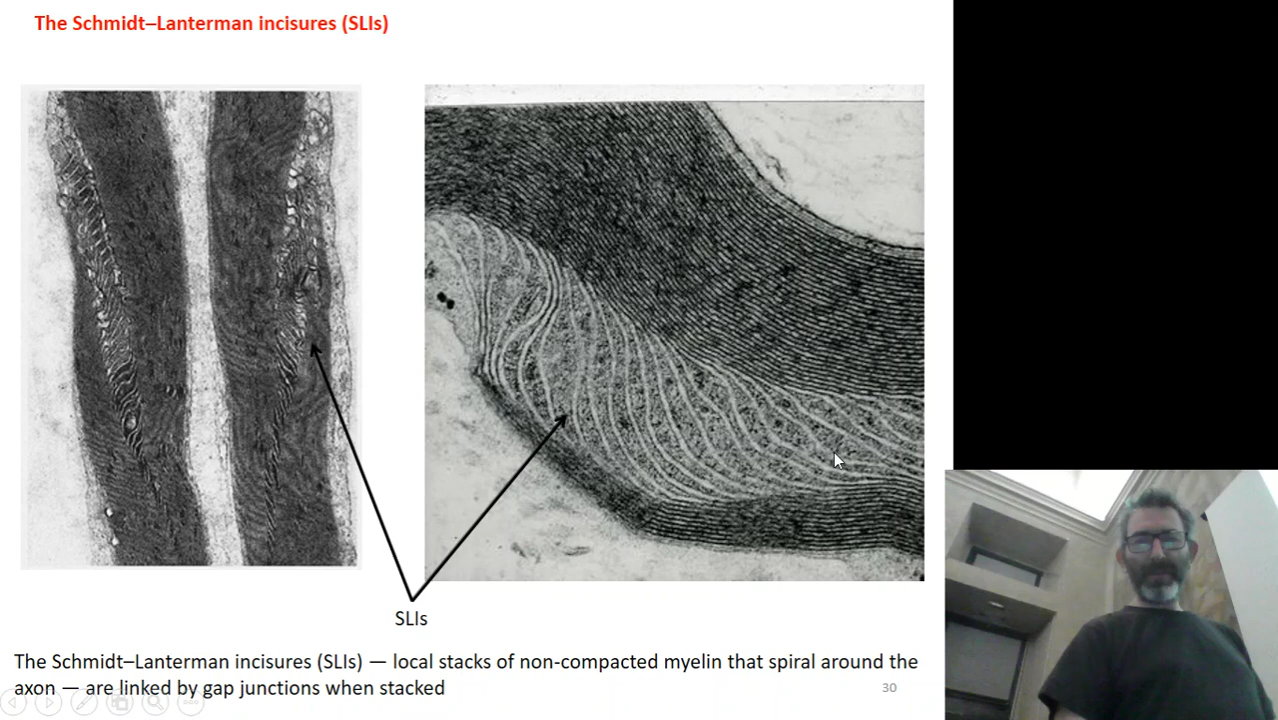 The Schmidt–Lanterman incisures (SLIs)
SLIs
The Schmidt–Lanterman incisures (SLIs) — local stacks of non-compacted myelin that spiral around the
axon — are linked by gap junctions when stacked
30